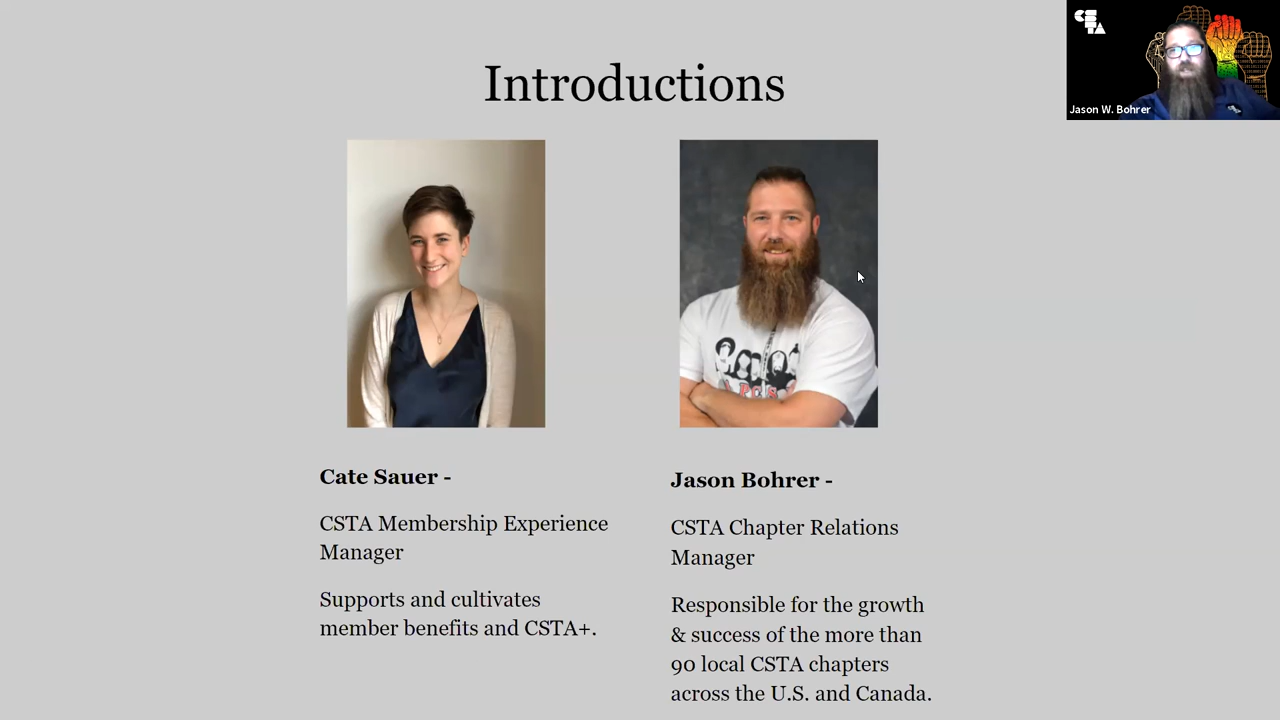 Introductions
CSTA
Jason W. Bohrer
Cate Sauer -
CSTA Membership Experience
Manager
Supports and cultivates
member benefits and CSTA+.
Jason Bohrer -
CSTA Chapter Relations
Manager
Responsible for the growth
& success of the more than
90 local CSTA chapters
across the U.S. and Canada.